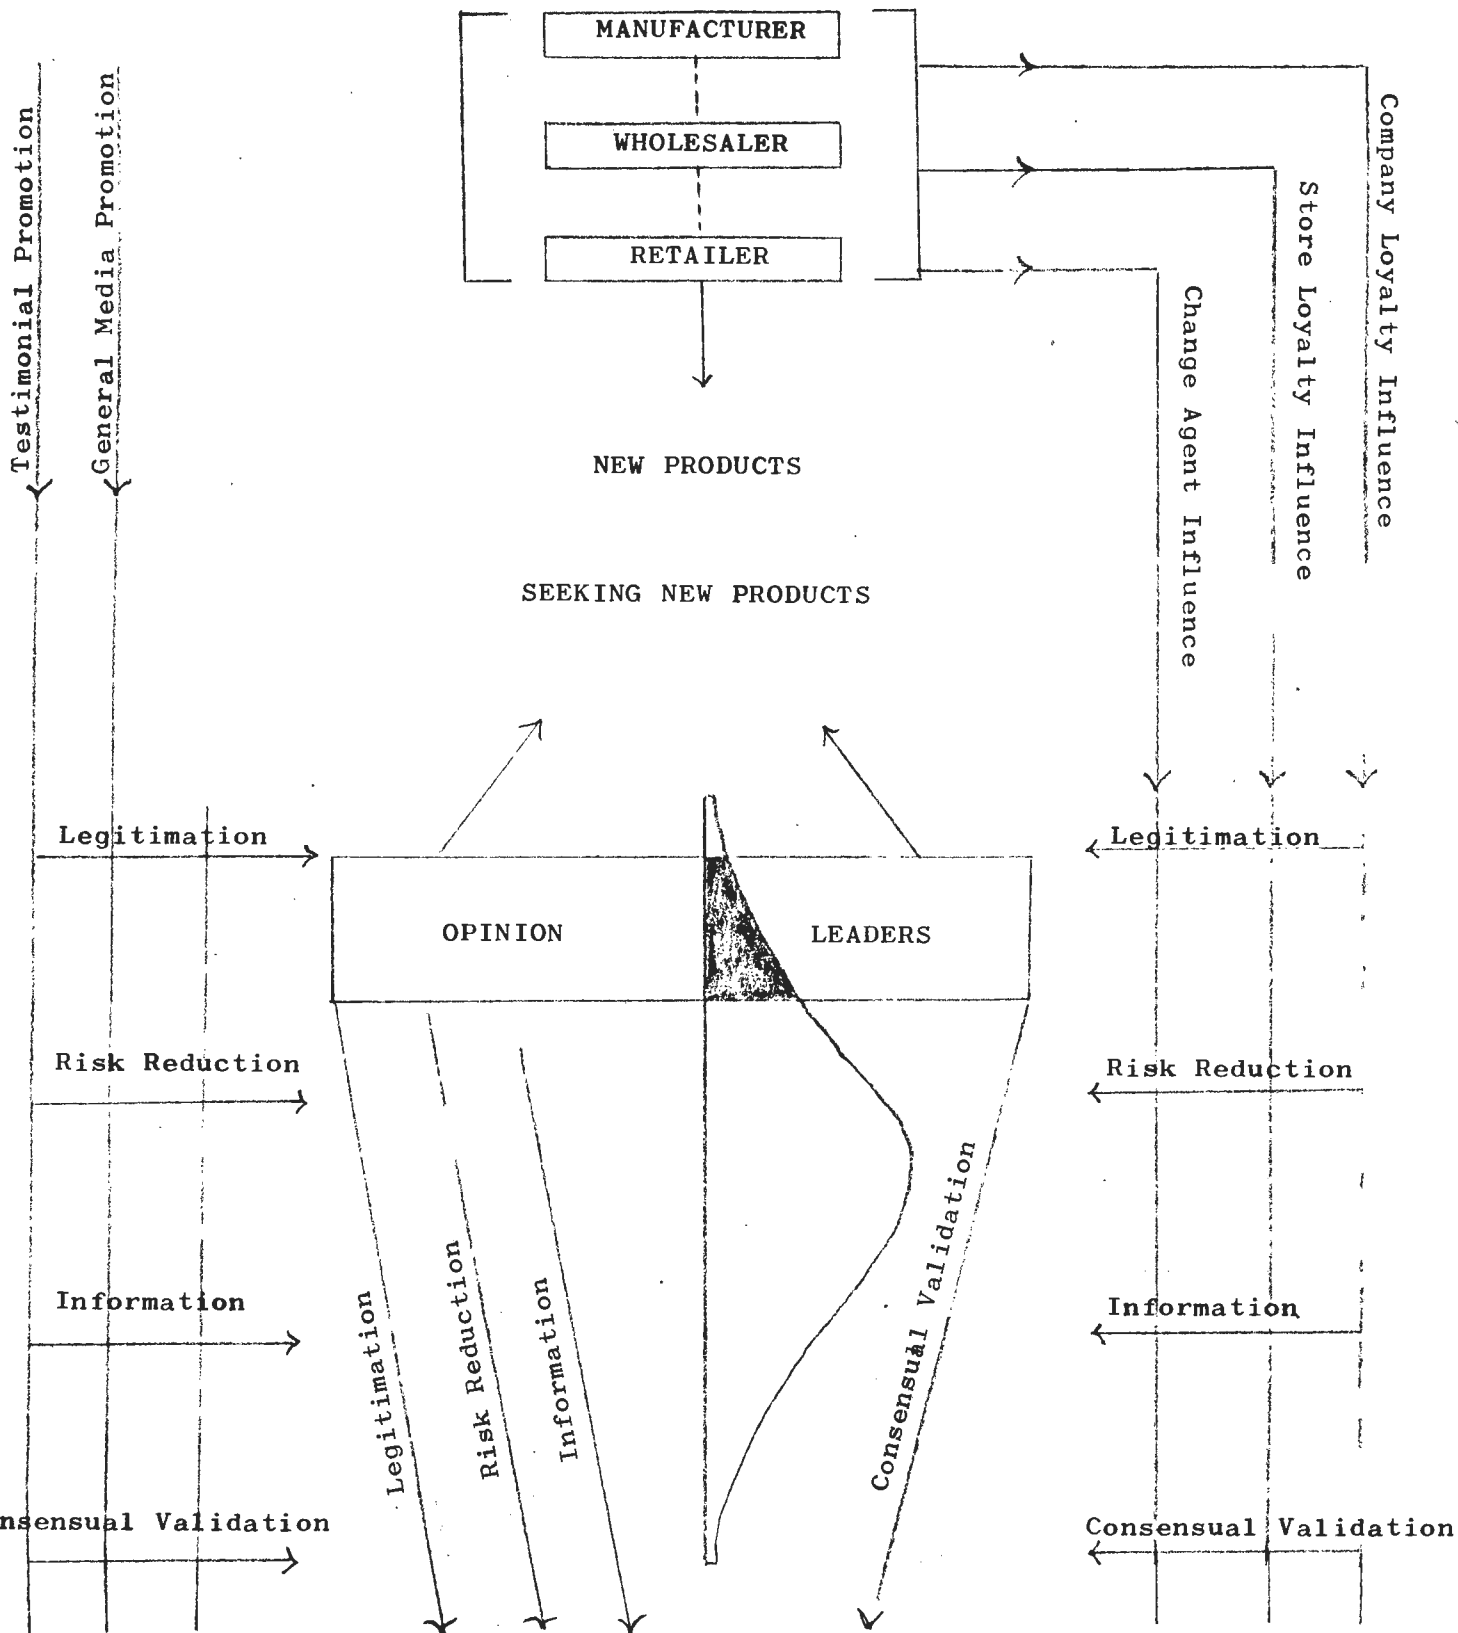 MANUFACTURER
WHOLESALER
RETAILER
Testimonial Promotion
General Media Promotion
Company Loyalty Influence
Store Loyalty Influence
Change Agent Influence
NEW PRODUCTS
SEEKING NEW PRODUCTS
Legitimation
Legitimation
OPINION
LEADERS
Risk Reduction
Risk Reduction
Information
Information
Legitimation
Risk Reduction
Information
Consensual Validation
nsensual Validation
Consensual Validation